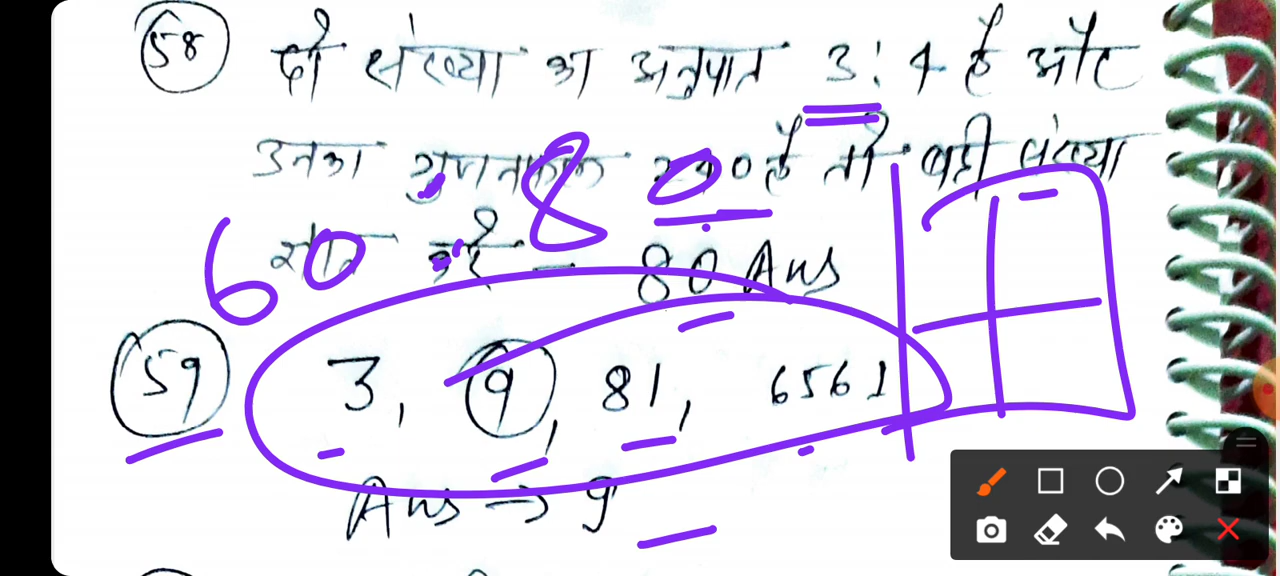 58 दो संख्या का अनुपात 3:4 है और
उनका गुणनफल है तो बडी संख्या
80 Ans
60 80
59 3, 9, 81, 6561
Ans → 9